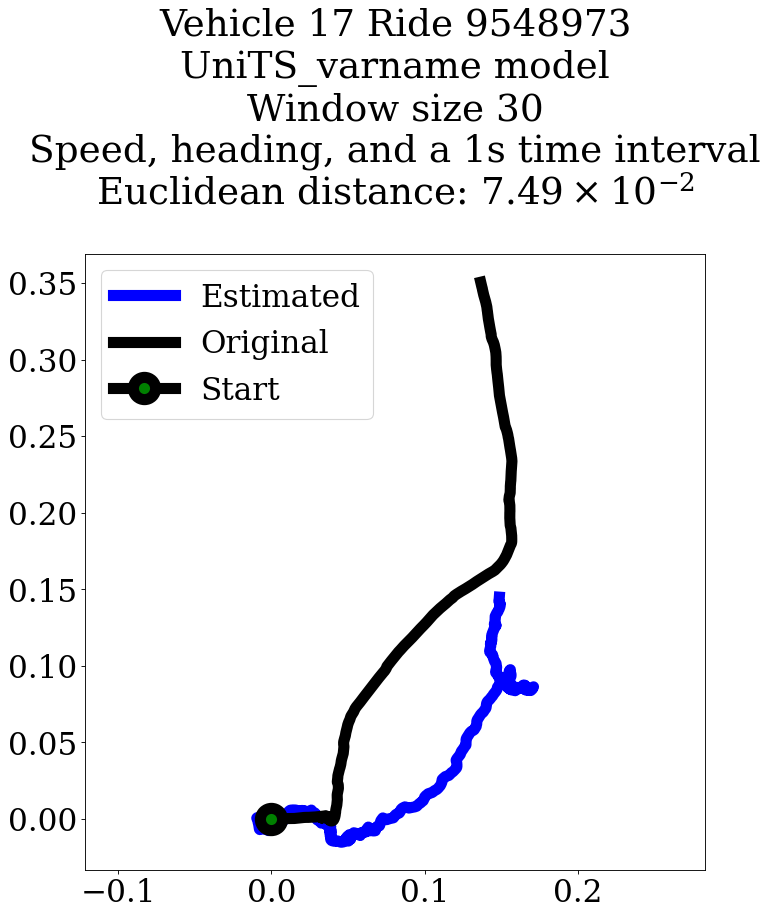 Vehicle 17 Ride 9548973
UniTS_varname model
Window size 30
Speed, heading, and a 1s time interval
Euclidean distance: 7.49 × 10⁻²
Estimated
Original
Start
0.35
0.30
0.25
0.20
0.15
0.10
0.05
0.00
−0.1 0.0 0.1 0.2